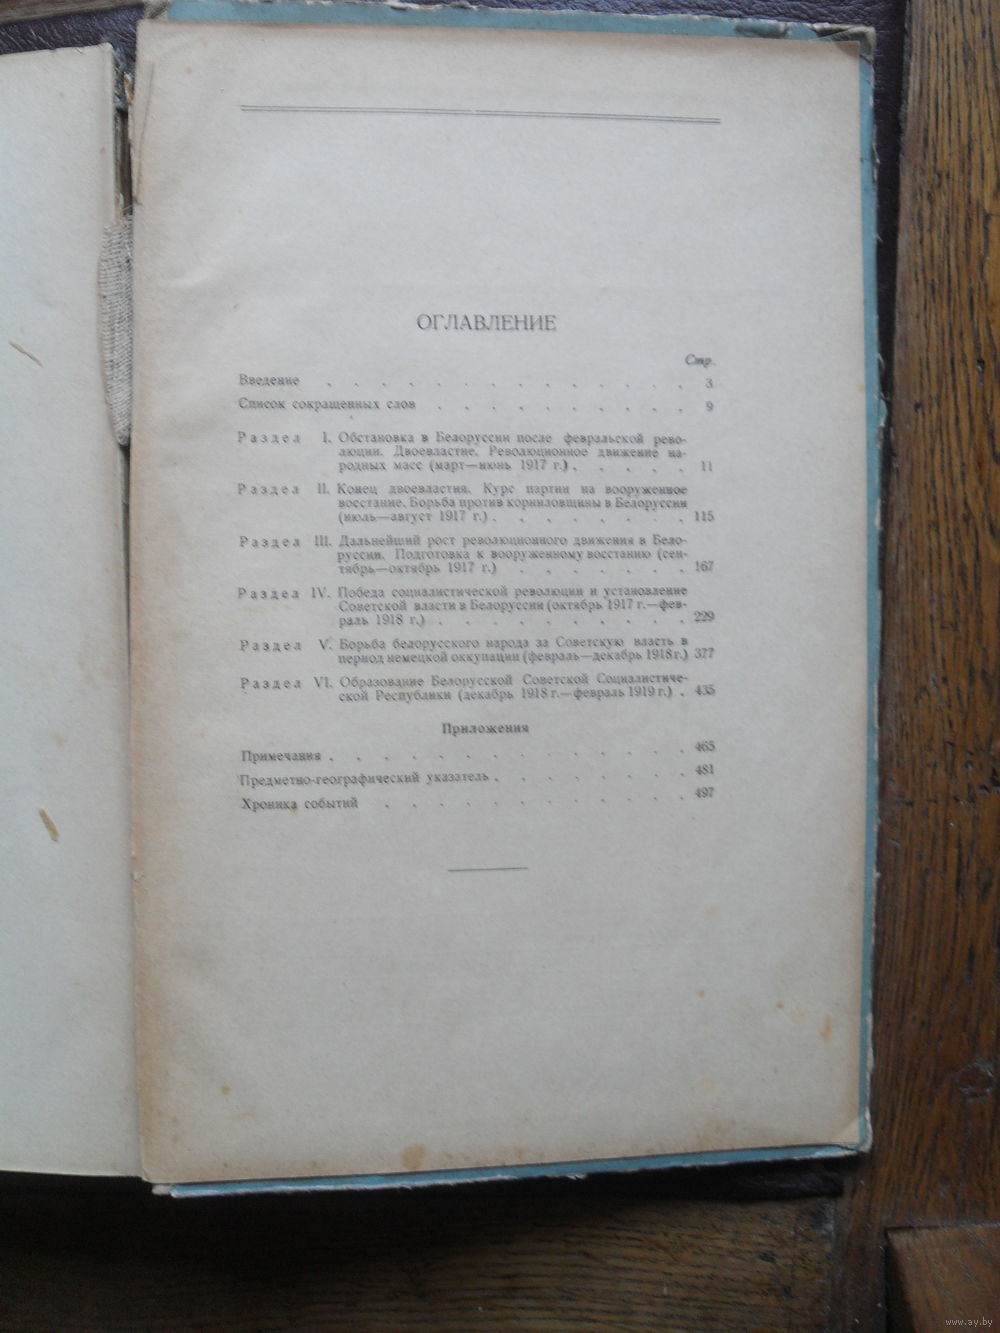 ОГЛАВЛЕНИЕ
Стр.
Введение . . . . . . . . . . . . . . 3
Список сокращенных слов . . . . . . . . . . 9
Раздел I. Обстановка в Белоруссии после февральской рево-
люции. Двоевластие. Революционное движение на-
родных масс (март—июнь 1917 г.) . . . . . 11
Раздел II. Конец двоевластия. Курс партии на вооруженное
восстание. Борьба против корниловщины в Белоруссии
(июль—август 1917 г.) . . . . . . . . 115
Раздел III. Дальнейший рост революционного движения в Бело-
руссии. Подготовка к вооруженному восстанию (сен-
тябрь—октябрь 1917 г.) . . . . . . . 167
Раздел IV. Победа социалистической революции и установление
Советской власти в Белоруссии (октябрь 1917 г.—фев-
раль 1918 г.) . . . . . . . . . . 229
Раздел V. Борьба белорусского народа за Советскую власть в
период немецкой оккупации (февраль—декабрь 1918 г.) 377
Раздел VI. Образование Белорусской Советской Социалистиче-
ской Республики (декабрь 1918 г.—февраль 1919 г.) . 435
Приложения
Примечания . . . . . . . . . . . . . . 465
Предметно-географический указатель . . . . . . . . 481
Хроника событий . . . . . . . . . . . . 497
www.ay.by